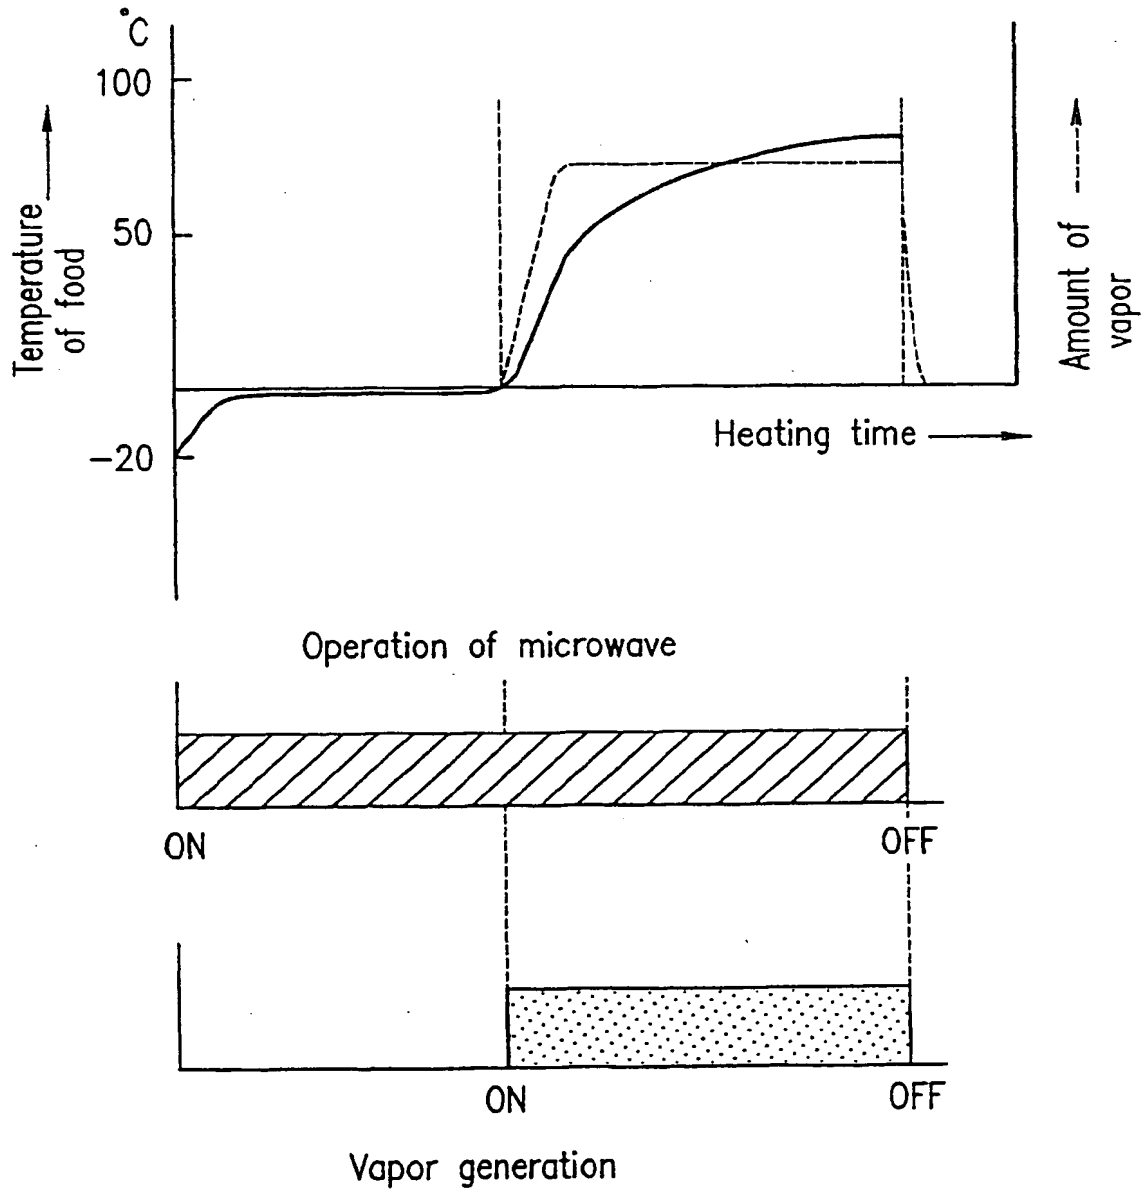 °C
100
50
-20
Temperature
of food
Amount of
vapor
Heating time
Operation of microwave
ON
OFF
ON
OFF
Vapor generation